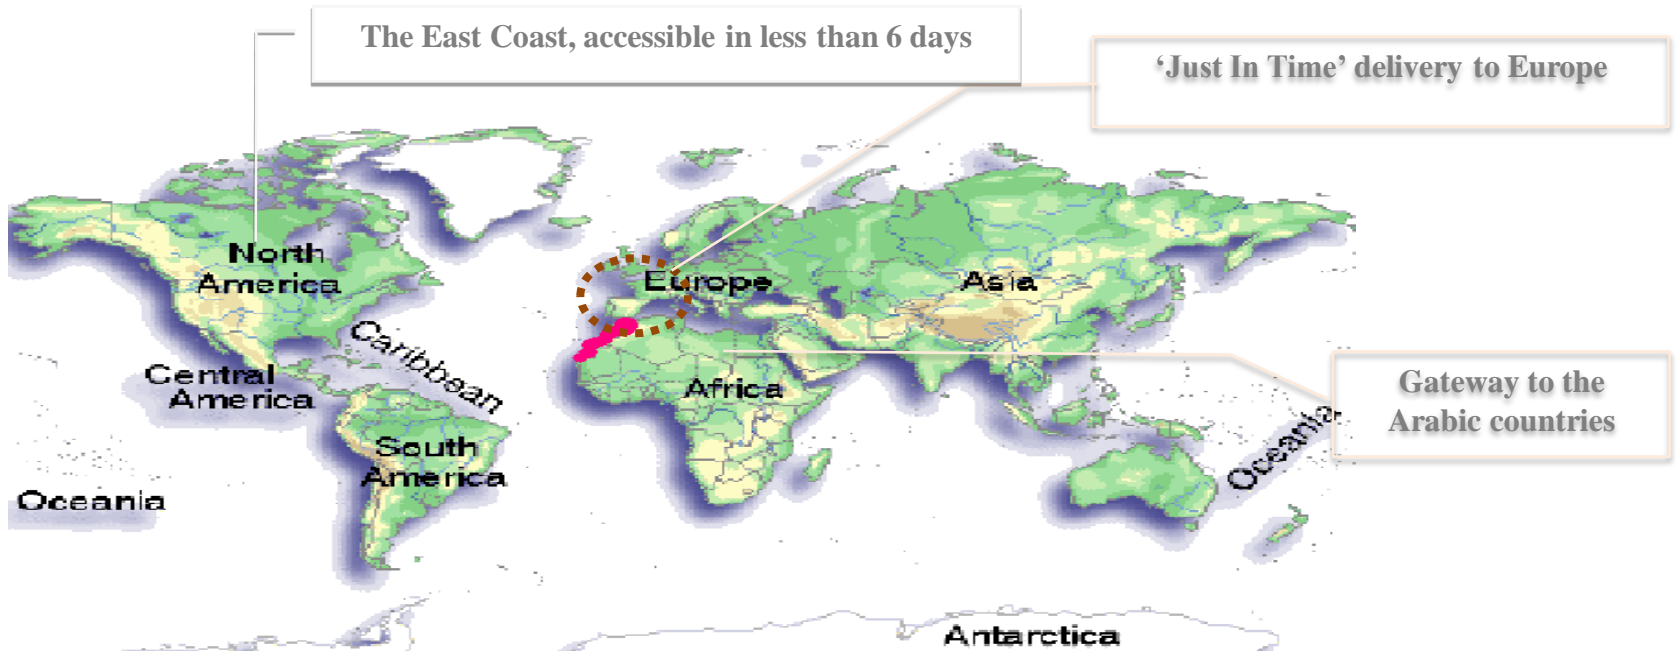 The East Coast, accessible in less than 6 days
‘Just In Time’ delivery to Europe
North
America
Europe
Asia
Caribbean
Central
America
Africa
Gateway to the
Arabic countries
South
America
Oceania
Oceania
Antarctica